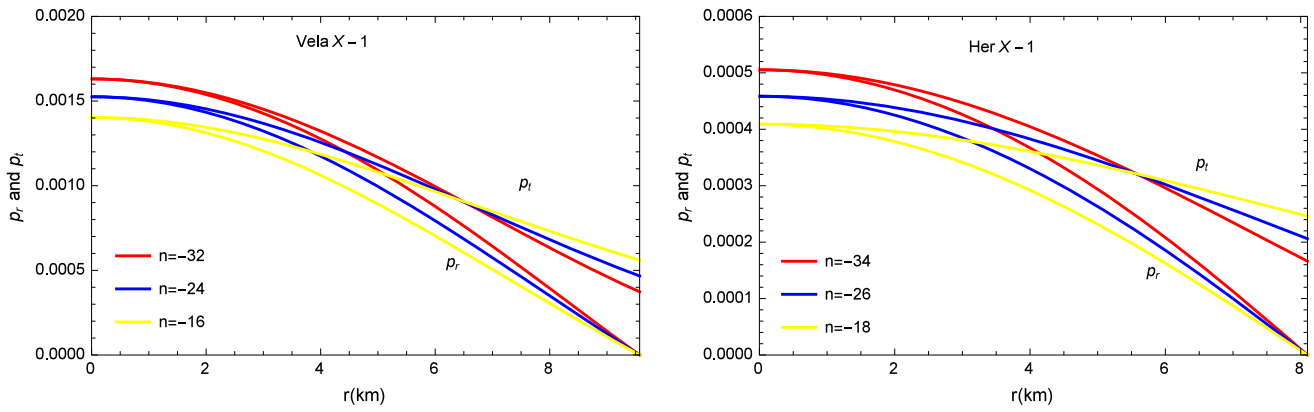 Vela X−1
p_r and p_t
0.0020
0.0015
0.0010
0.0005
0.0000
p_t
p_r
n=−32
n=−24
n=−16
0 2 4 6 8
r(km)
Her X−1
p_r and p_t
0.0006
0.0005
0.0004
0.0003
0.0002
0.0001
0.0000
p_t
p_r
n=−34
n=−26
n=−18
0 2 4 6 8
r(km)